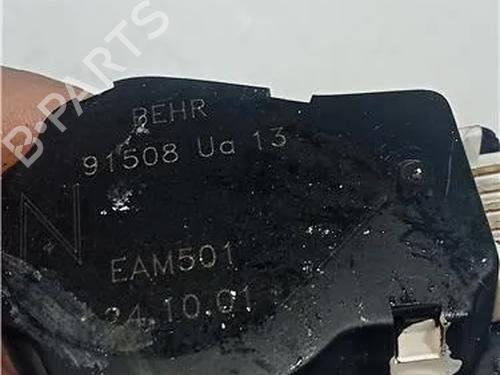 B-PARTS
BEHR
91508 Ua 13
N
EAM501
24.10.01